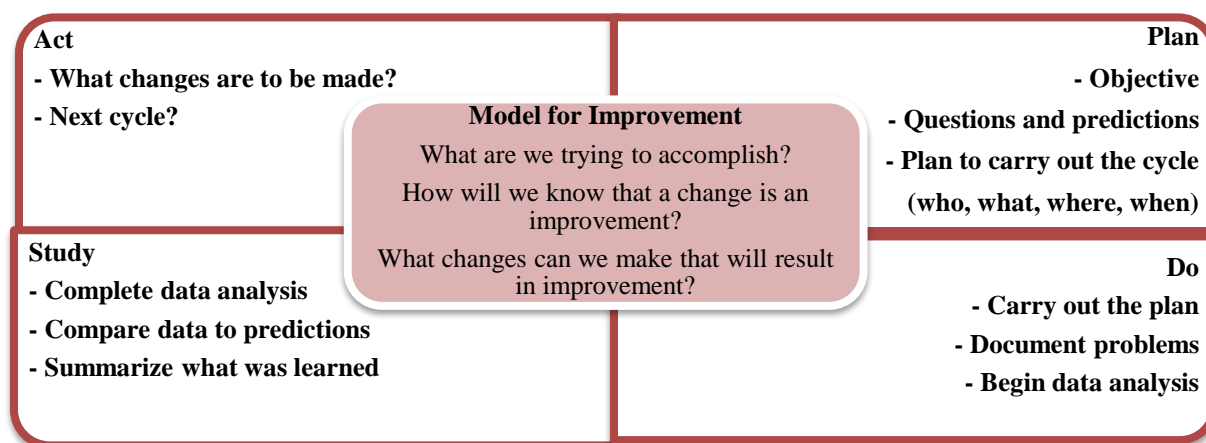 Act
- What changes are to be made?
- Next cycle?
Plan
- Objective
- Questions and predictions
- Plan to carry out the cycle
(who, what, where, when)
Model for Improvement
What are we trying to accomplish?
How will we know that a change is an
improvement?
What changes can we make that will result
in improvement?
Study
- Complete data analysis
- Compare data to predictions
- Summarize what was learned
Do
- Carry out the plan
- Document problems
- Begin data analysis